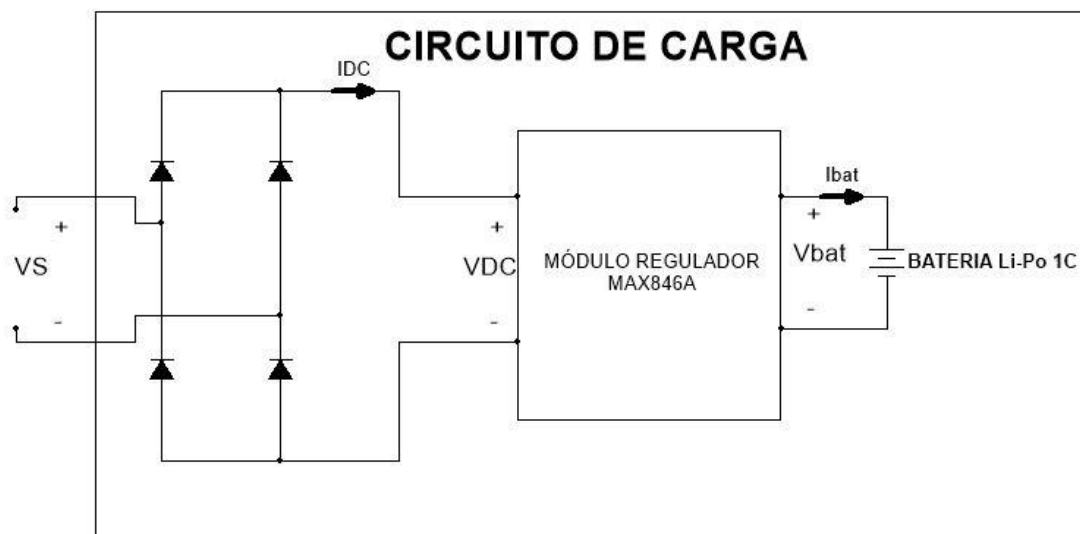 CIRCUITO DE CARGA
IDC
Ibat
+
VS
-
+
VDC
-
MÓDULO REGULADOR
MAX846A
+
Vbat
-
BATERIA Li-Po 1C